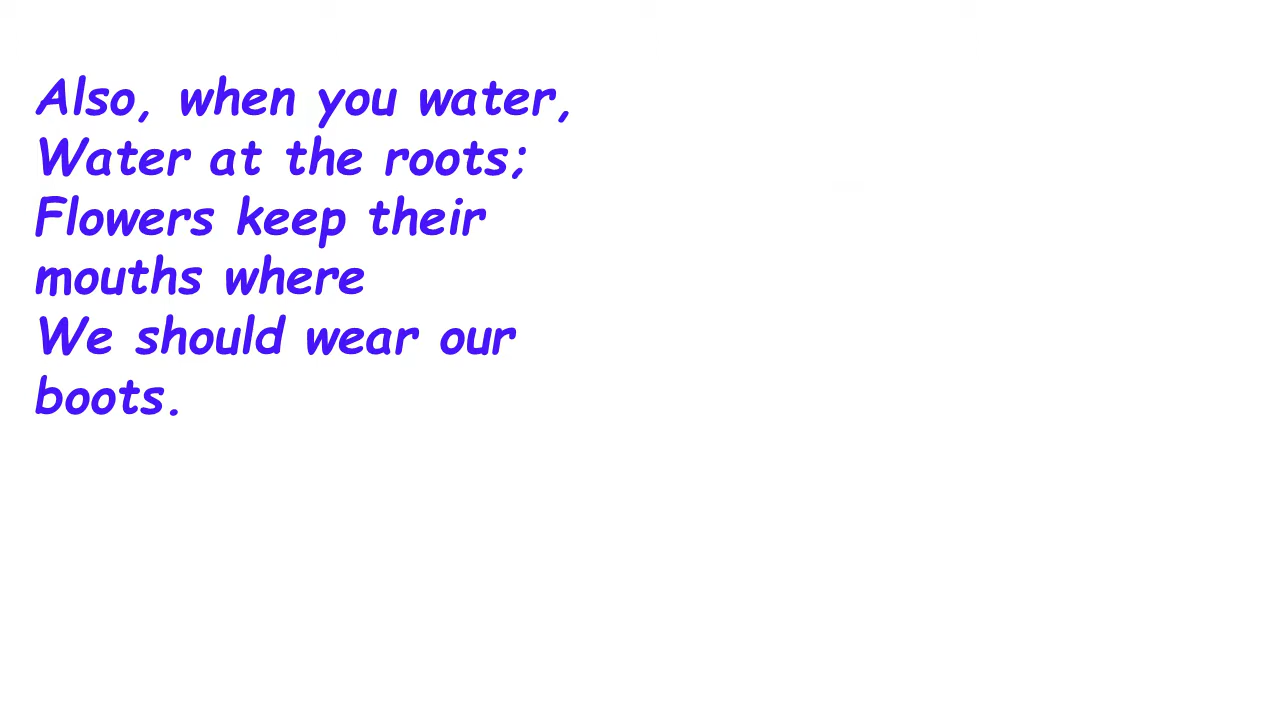 Also, when you water,
Water at the roots;
Flowers keep their
mouths where
We should wear our
boots.